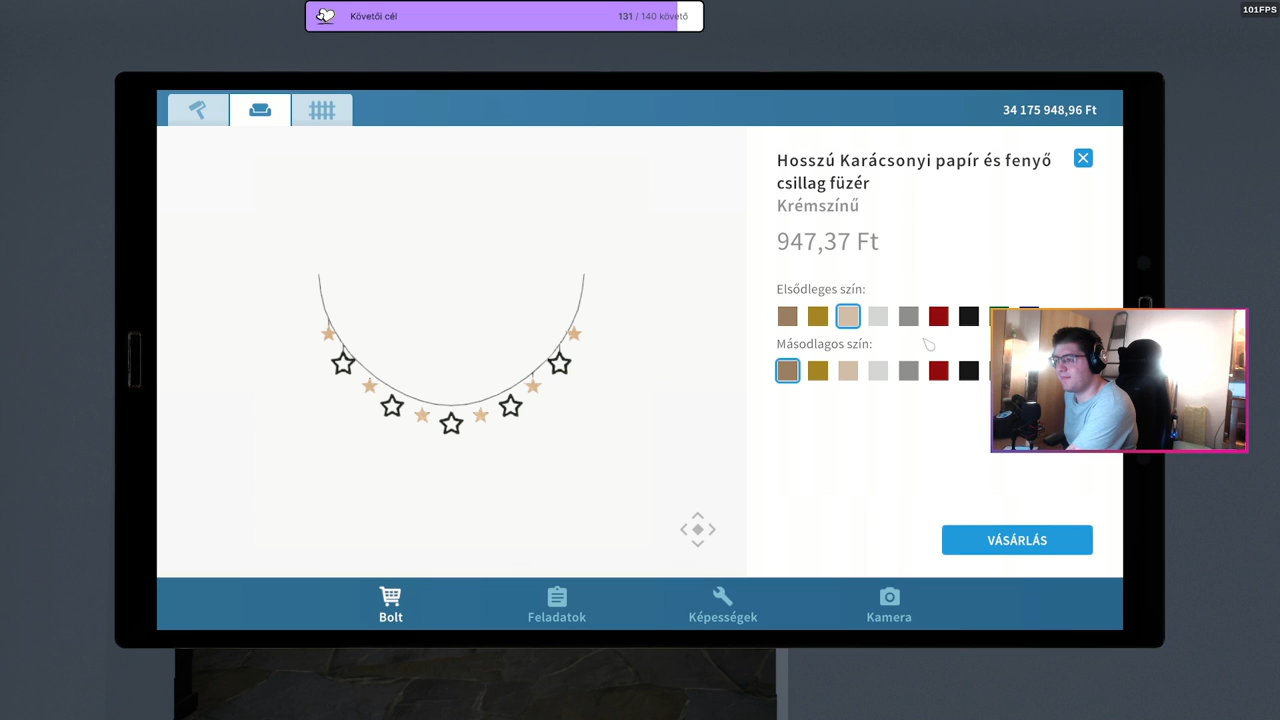 Követői cél
131 / 140 követő
101FPS
34 175 948,96 Ft
Hosszú Karácsonyi papír és fenyő
csillag füzér
Krémszínű
947,37 Ft
Elsődleges szín:
Másodlagos szín:
VÁSÁRLÁS
Bolt
Feladatok
Képességek
Kamera